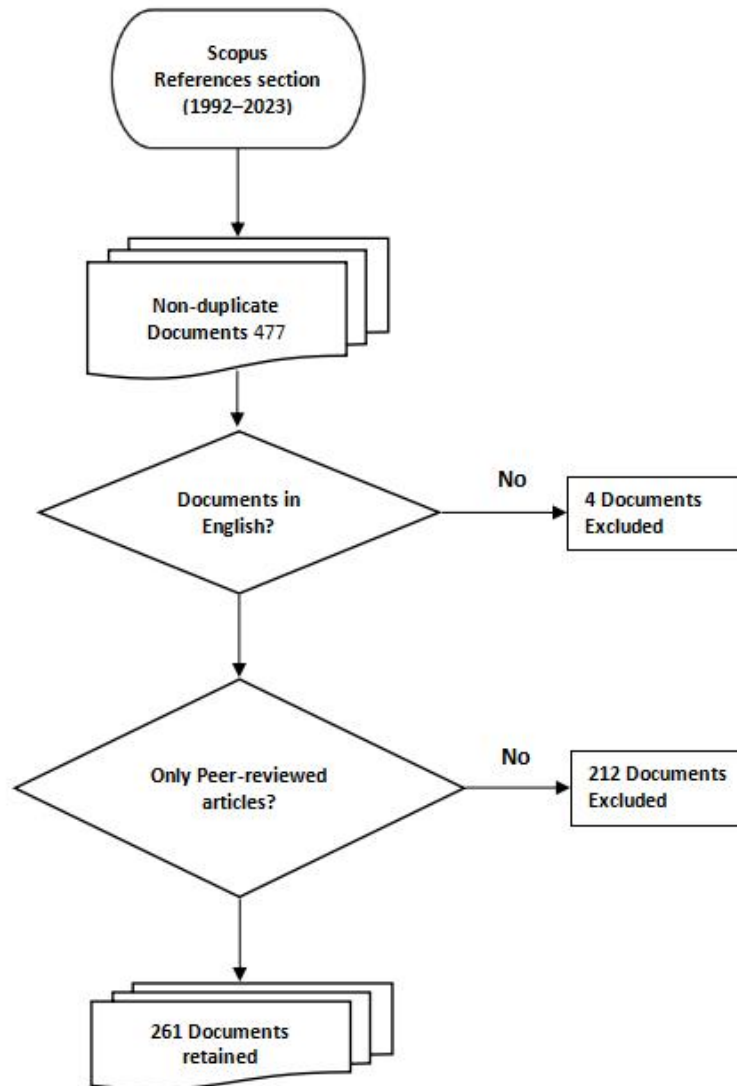 Scopus
References section
(1992–2023)
Non-duplicate
Documents 477
Documents in
English?
No
4 Documents
Excluded
Only Peer-reviewed
articles?
No
212 Documents
Excluded
261 Documents
retained